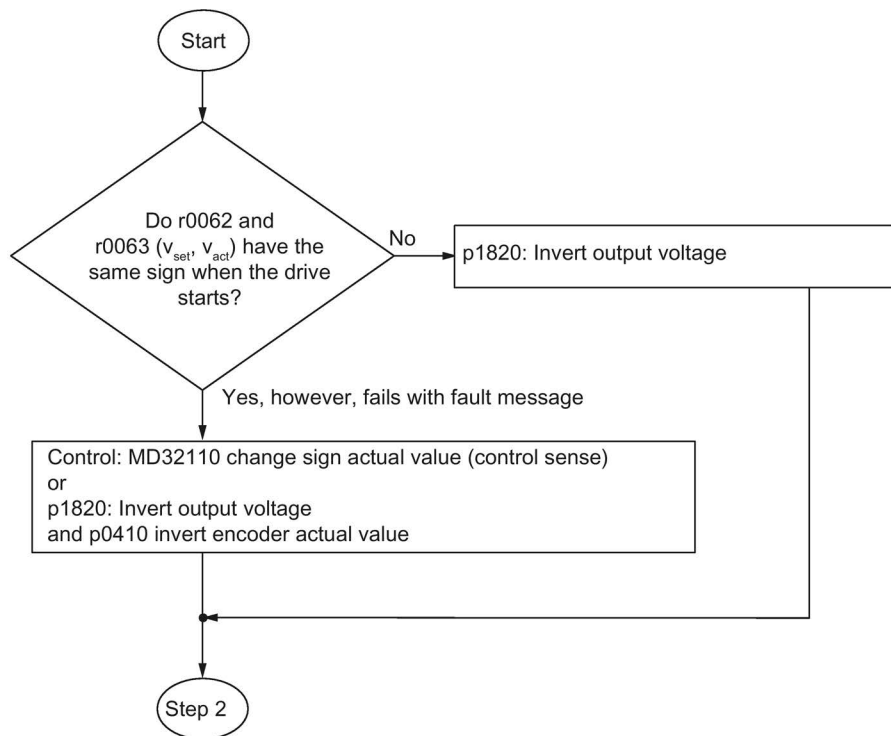 Start
Do r0062 and
r0063 (vset, vact) have the
same sign when the drive
starts?
No
p1820: Invert output voltage
Yes, however, fails with fault message
Control: MD32110 change sign actual value (control sense)
or
p1820: Invert output voltage
and p0410 invert encoder actual value
Step 2